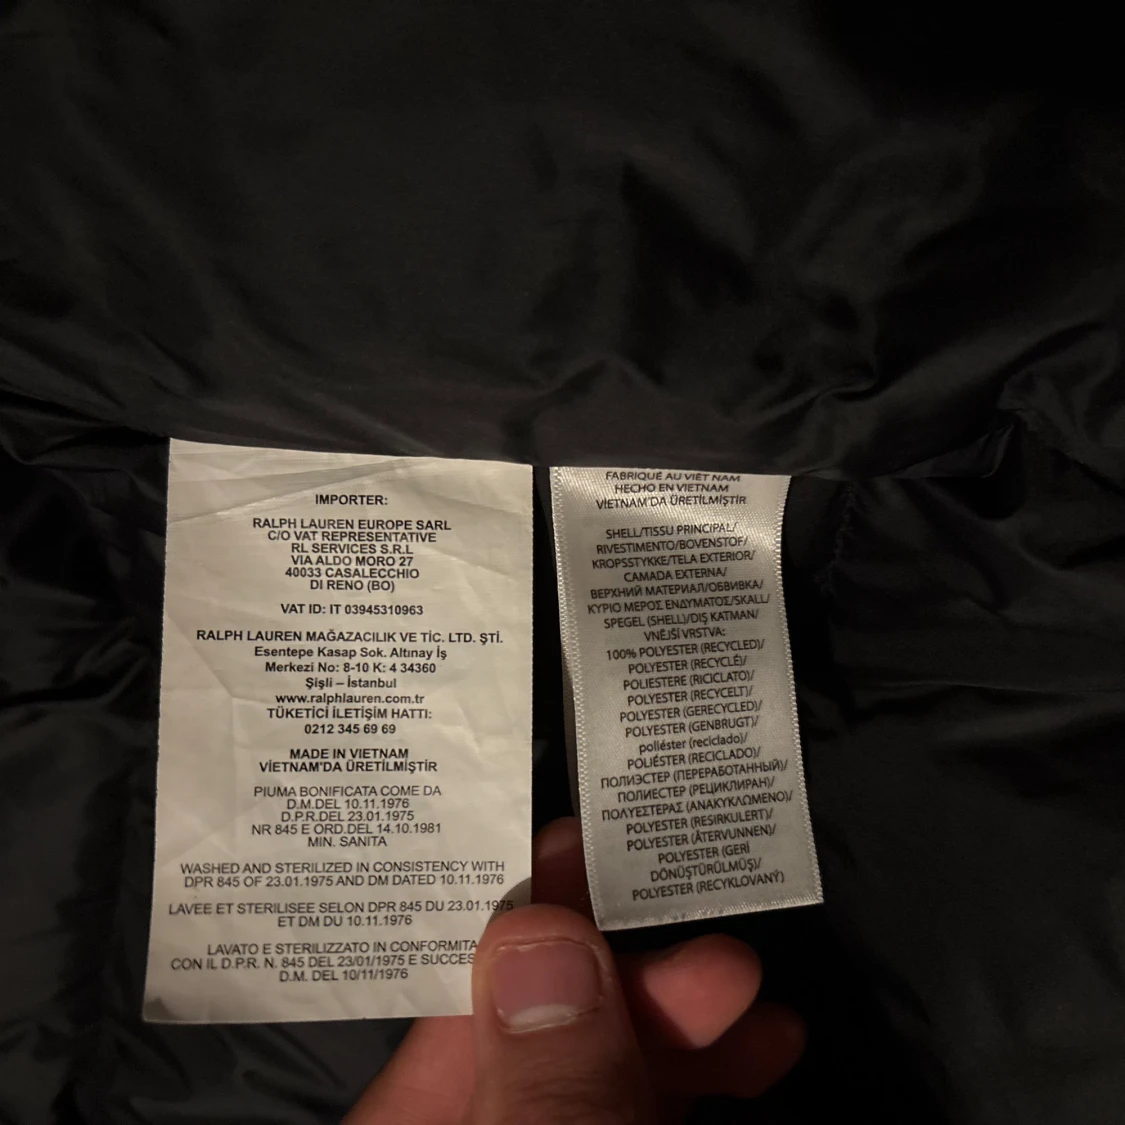 IMPORTER:
RALPH LAUREN EUROPE SARL
C/O VAT REPRESENTATIVE
RL SERVICES S.R.L
VIA ALDO MORO 27
40033 CASALECCHIO
DI RENO (BO)
VAT ID: IT 03945310963
RALPH LAUREN MAĞAZACILIK VE TİC. LTD. ŞTİ.
Esentepe Kasap Sok. Altınay İş
Merkezi No: 8-10 K: 4 34360
Şişli – İstanbul
www.ralphlauren.com.tr
TÜKETİCİ İLETİŞİM HATTI:
0212 345 69 69
MADE IN VIETNAM
VİETNAM'DA ÜRETİLMİŞTİR
PIUMA BONIFICATA COME DA
D.M.DEL 10.11.1976
D.P.R.DEL 23.01.1975
NR 845 E ORD.DEL 14.10.1981
MIN. SANITA
WASHED AND STERILIZED IN CONSISTENCY WITH
DPR 845 OF 23.01.1975 AND DM DATED 10.11.1976
LAVEE ET STERILISEE SELON DPR 845 DU 23.01.1975
ET DM DU 10.11.1976
LAVATO E STERILIZZATO IN CONFORMITA
CON IL D.P.R. N. 845 DEL 23/01/1975 E SUCCES
D.M. DEL 10/11/1976
FABRIQUÉ AU VIÊT NAM
HECHO EN VIETNAM
VİETNAM'DA ÜRETİLMİŞTİR
SHELL/TISSU PRINCIPAL/
RIVESTIMENTO/BOVENSTOF/
KROPSSTYKKE/TELA EXTERIOR/
CAMADA EXTERNA/
ВЕРХНИЙ МАТЕРИАЛ/ОБВИВКА/
ΚΥΡΙΟ ΜΕΡΟΣ ΕΝΔΥΜΑΤΟΣ/SKALL/
SPEGEL (SHELL)/DIŞ KATMAN/
VNĚJŠÍ VRSTVA:
100% POLYESTER (RECYCLED)/
POLYESTER (RECYCLÉ)/
POLIESTERE (RICICLATO)/
POLYESTER (RECYCELT)/
POLYESTER (GERECYCLED)/
POLYESTER (GENBRUGT)/
poliéster (reciclado)/
POLIÉSTER (RECICLADO)/
ПОЛИЭСТЕР (ПЕРЕРАБОТАННЫЙ)/
ПОЛИЕСТЕР (РЕЦИКЛИРАН)/
ΠΟΛΥΕΣΤΕΡΑΣ (ΑΝΑΚΥΚΛΩΜΕΝΟ)/
POLYESTER (RESIRKULERT)/
POLYESTER (ÅTERVUNNEN)/
POLYESTER (GERİ
DÖNÜŞTÜRÜLMÜŞ)/
POLYESTER (RECYKLOVANÝ)